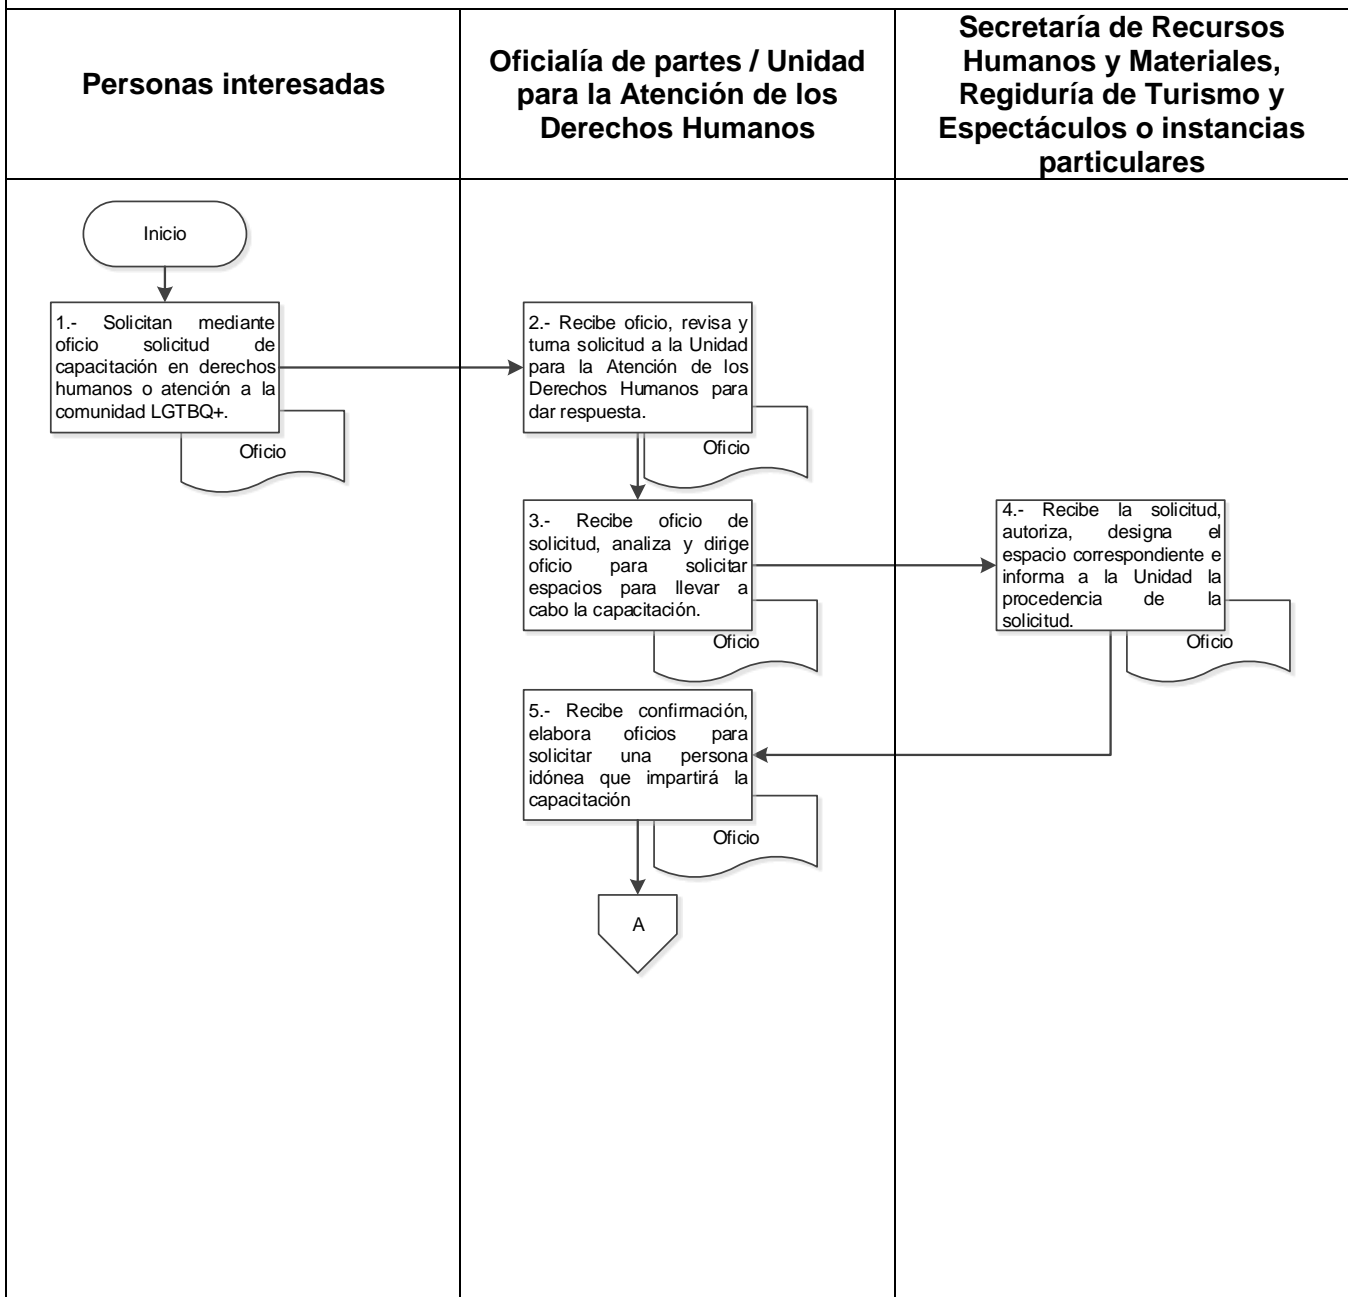 Personas interesadas
Oficialía de partes / Unidad
para la Atención de los
Derechos Humanos
Secretaría de Recursos
Humanos y Materiales,
Regiduría de Turismo y
Espectáculos o instancias
particulares
Inicio
1.- Solicitan mediante
oficio solicitud de
capacitación en derechos
humanos o atención a la
comunidad LGTBQ+.
Oficio
2.- Recibe oficio, revisa y
turna solicitud a la Unidad
para la Atención de los
Derechos Humanos para
dar respuesta.
Oficio
3.- Recibe oficio de
solicitud, analiza y dirige
oficio para solicitar
espacios para llevar a
cabo la capacitación.
Oficio
4.- Recibe la solicitud,
autoriza, designa el
espacio correspondiente e
informa a la Unidad la
procedencia de la
solicitud.
Oficio
5.- Recibe confirmación,
elabora oficios para
solicitar una persona
idónea que impartirá la
capacitación
Oficio
A